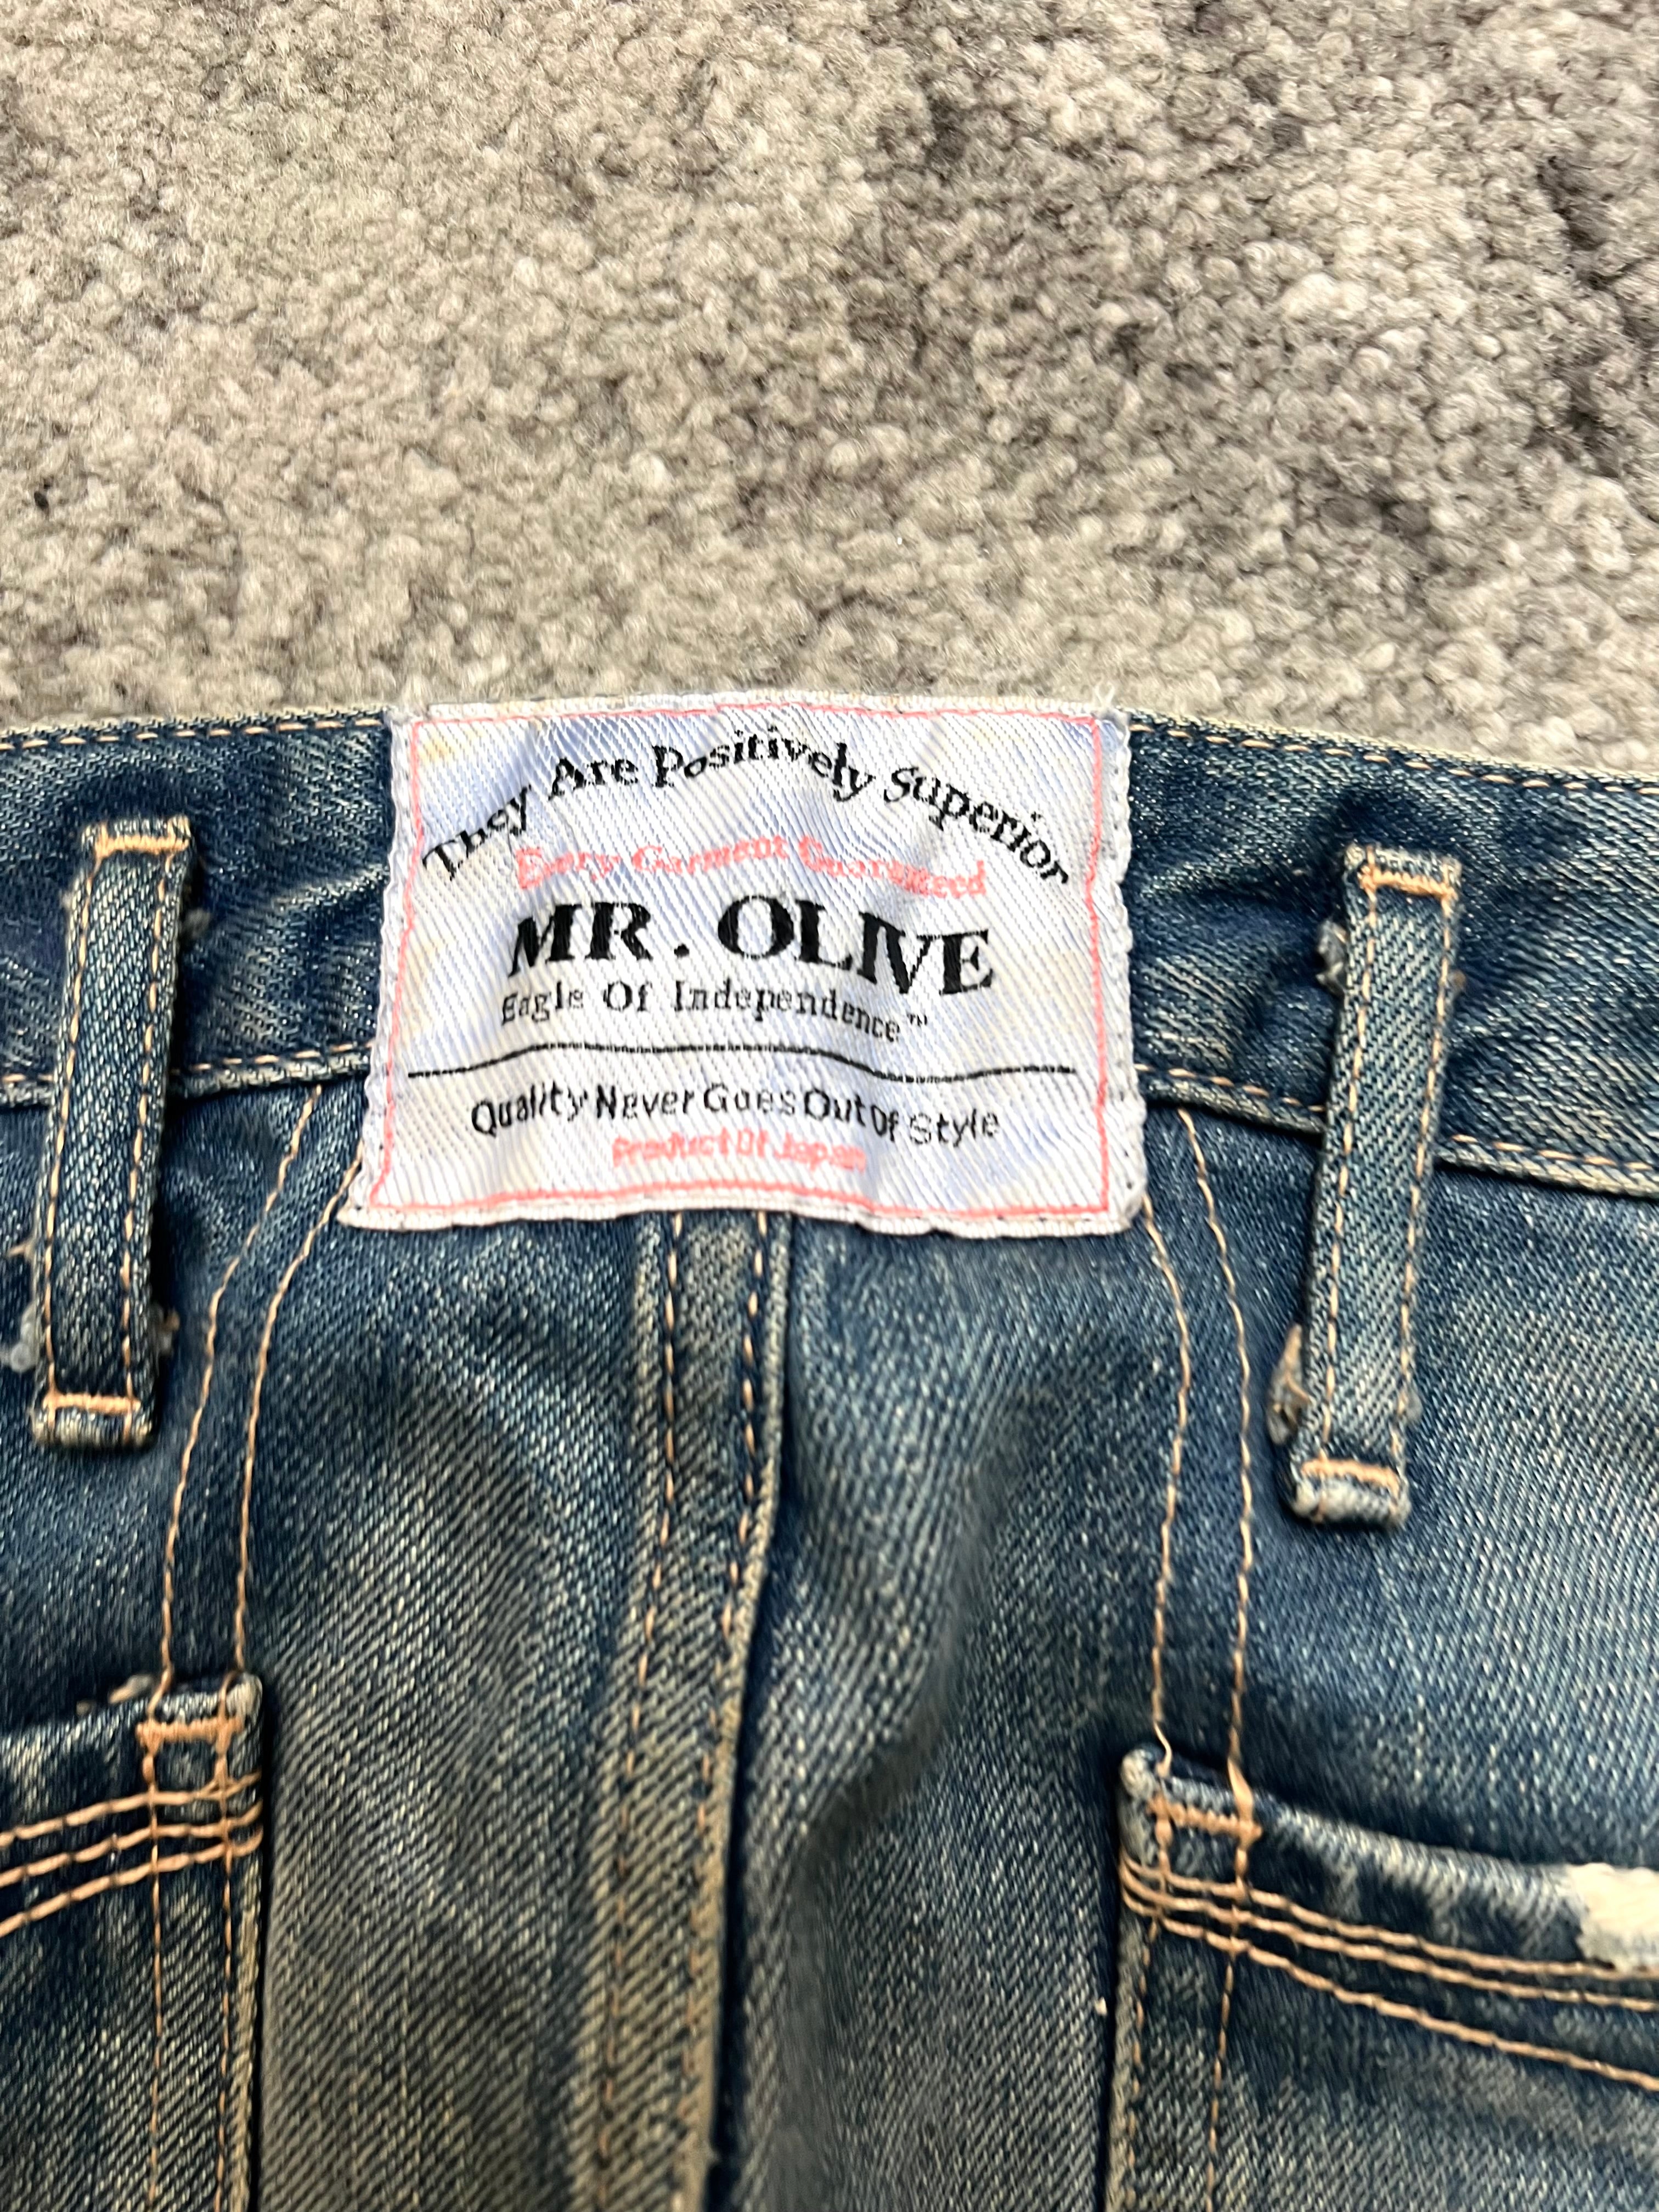 They Are Positively Superior
Every Garment Guaranteed
MR. OLIVE
Eagle Of Independence™
Quality Never Goes Out Of Style
Product Of Japan